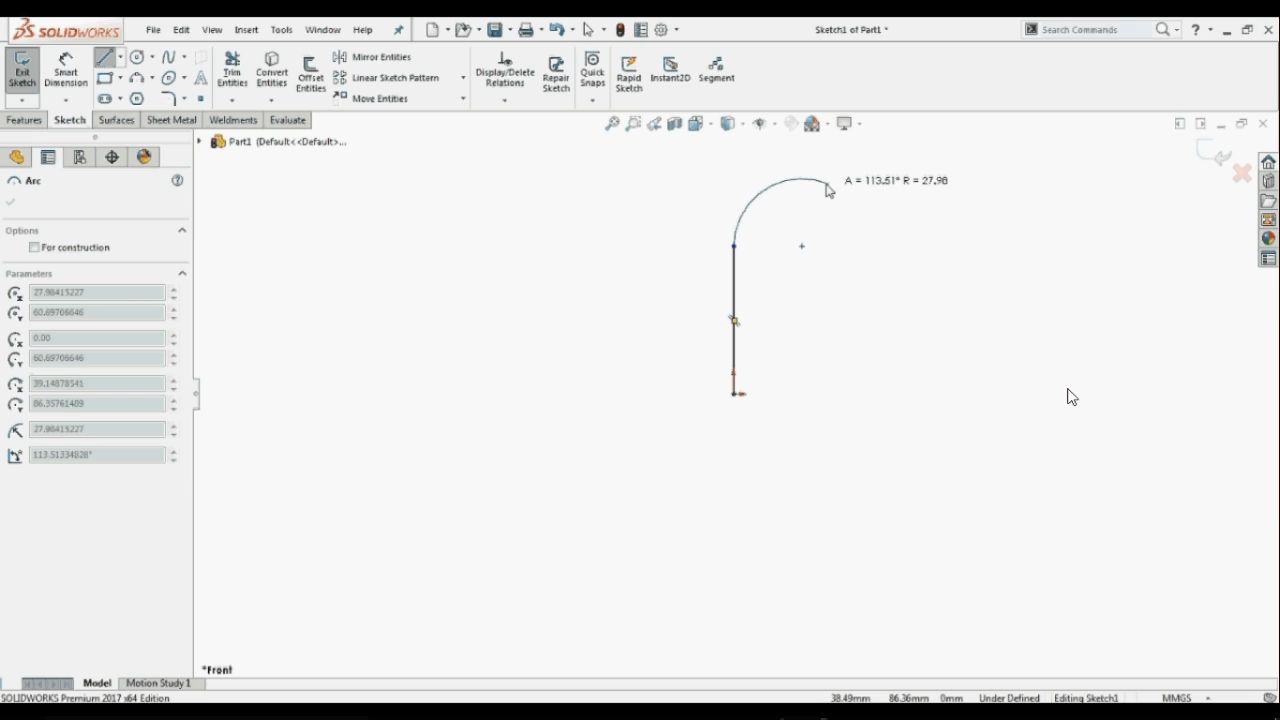 SOLIDWORKS File Edit View Insert Tools Window Help Sketch1 of Part1 * Search Commands ?
Exit Sketch Smart Dimension Trim Entities Convert Entities Offset Entities Mirror Entities Linear Sketch Pattern Move Entities Display/Delete Relations Repair Sketch Quick Snaps Rapid Sketch Instant2D Segment
Features Sketch Surfaces Sheet Metal Weldments Evaluate
Part1 (Default<<Default>...
Arc
Options
For construction
Parameters
27.98415227
60.69706646
0.00
60.69706646
39.14878541
86.35761489
27.98415227
113.51334828°
A = 113.51° R = 27.98
*Front
Model Motion Study 1
SOLIDWORKS Premium 2017 x64 Edition 38.49mm 86.36mm 0mm Under Defined Editing Sketch1 MMGS